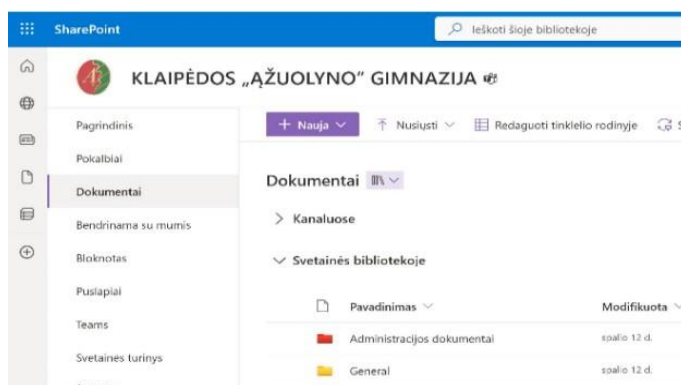 SharePoint
Ieškoti šioje bibliotekoje
KLAIPĖDOS „ĄŽUOLYNO” GIMNAZIJA
Pagrindinis
+ Nauja
Nusiųsti
Redaguoti tinklelio rodinyje
Pokalbiai
Dokumentai
Dokumentai
Bendrinama su mumis
Kanaluose
Bloknotas
Svetainės bibliotekoje
Puslapiai
Pavadinimas
Modifikuota
Teams
Administracijos dokumentai
spalio 12 d.
Svetainės turinys
General
spalio 12 d.